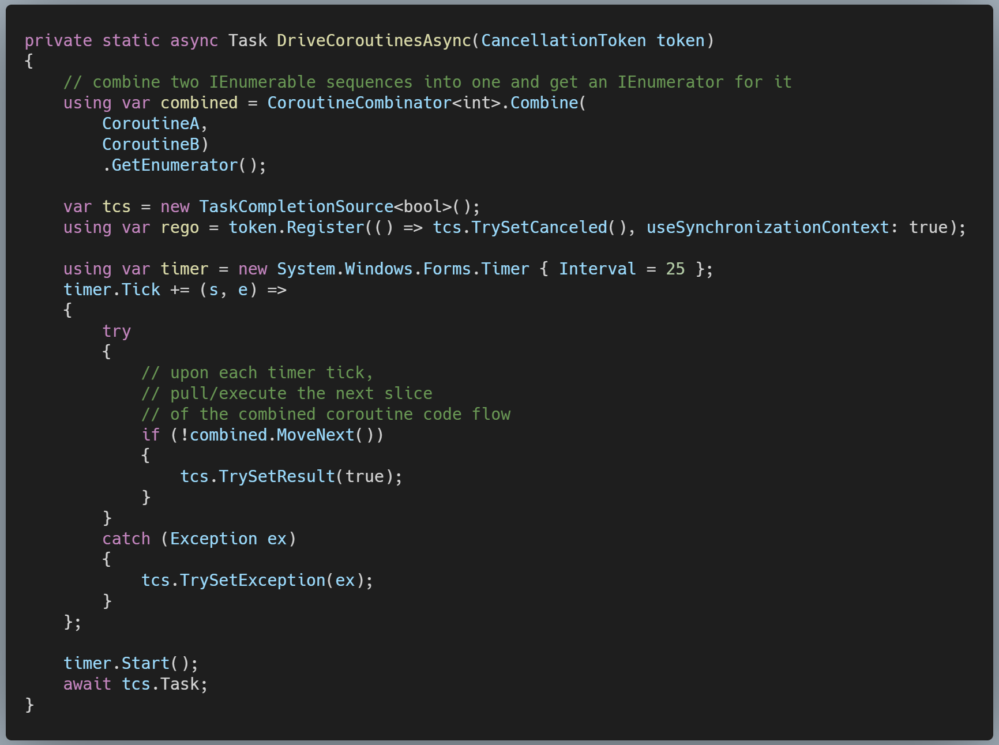 private static async Task DriveCoroutinesAsync(CancellationToken token)
{
    // combine two IEnumerable sequences into one and get an IEnumerator for it
    using var combined = CoroutineCombinator<int>.Combine(
        CoroutineA,
        CoroutineB)
        .GetEnumerator();

    var tcs = new TaskCompletionSource<bool>();
    using var rego = token.Register(() => tcs.TrySetCanceled(), useSynchronizationContext: true);

    using var timer = new System.Windows.Forms.Timer { Interval = 25 };
    timer.Tick += (s, e) =>
    {
        try
        {
            // upon each timer tick,
            // pull/execute the next slice
            // of the combined coroutine code flow
            if (!combined.MoveNext())
            {
                tcs.TrySetResult(true);
            }
        }
        catch (Exception ex)
        {
            tcs.TrySetException(ex);
        }
    };

    timer.Start();
    await tcs.Task;
}